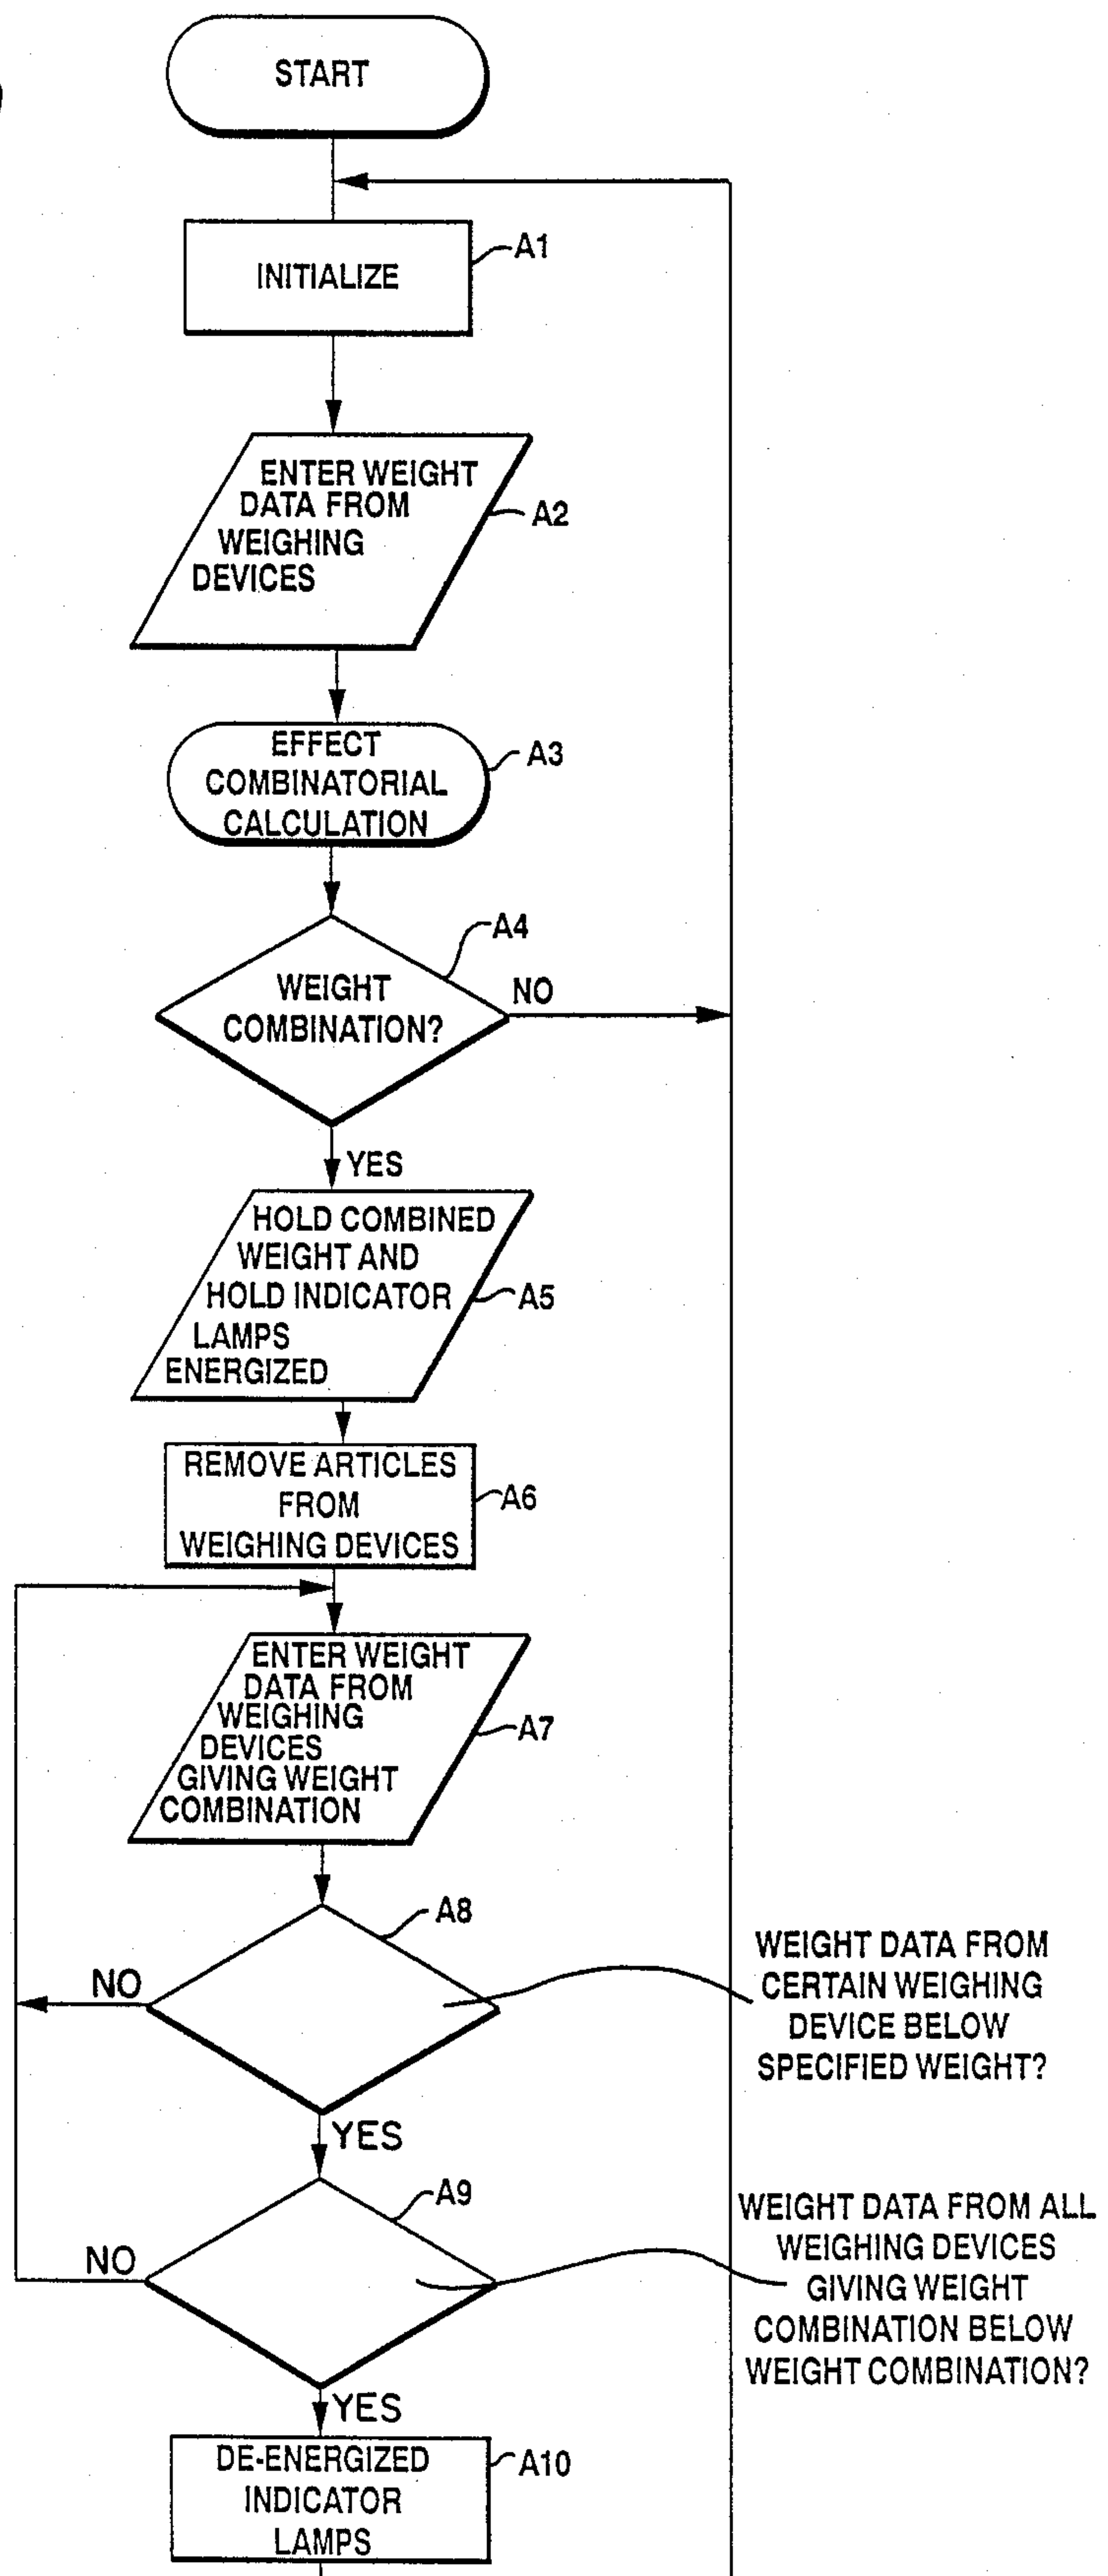 START
A1
INITIALIZE
ENTER WEIGHT
DATA FROM
WEIGHING
DEVICES
A2
EFFECT
COMBINATORIAL
CALCULATION
A3
A4
WEIGHT
COMBINATION?
NO
YES
HOLD COMBINED
WEIGHT AND
HOLD INDICATOR
LAMPS
ENERGIZED
A5
REMOVE ARTICLES
FROM
WEIGHING DEVICES
A6
ENTER WEIGHT
DATA FROM
WEIGHING
DEVICES
GIVING WEIGHT
COMBINATION
A7
A8
NO
WEIGHT DATA FROM
CERTAIN WEIGHING
DEVICE BELOW
SPECIFIED WEIGHT?
YES
A9
NO
WEIGHT DATA FROM ALL
WEIGHING DEVICES
GIVING WEIGHT
COMBINATION BELOW
WEIGHT COMBINATION?
YES
DE-ENERGIZED
INDICATOR
LAMPS
A10